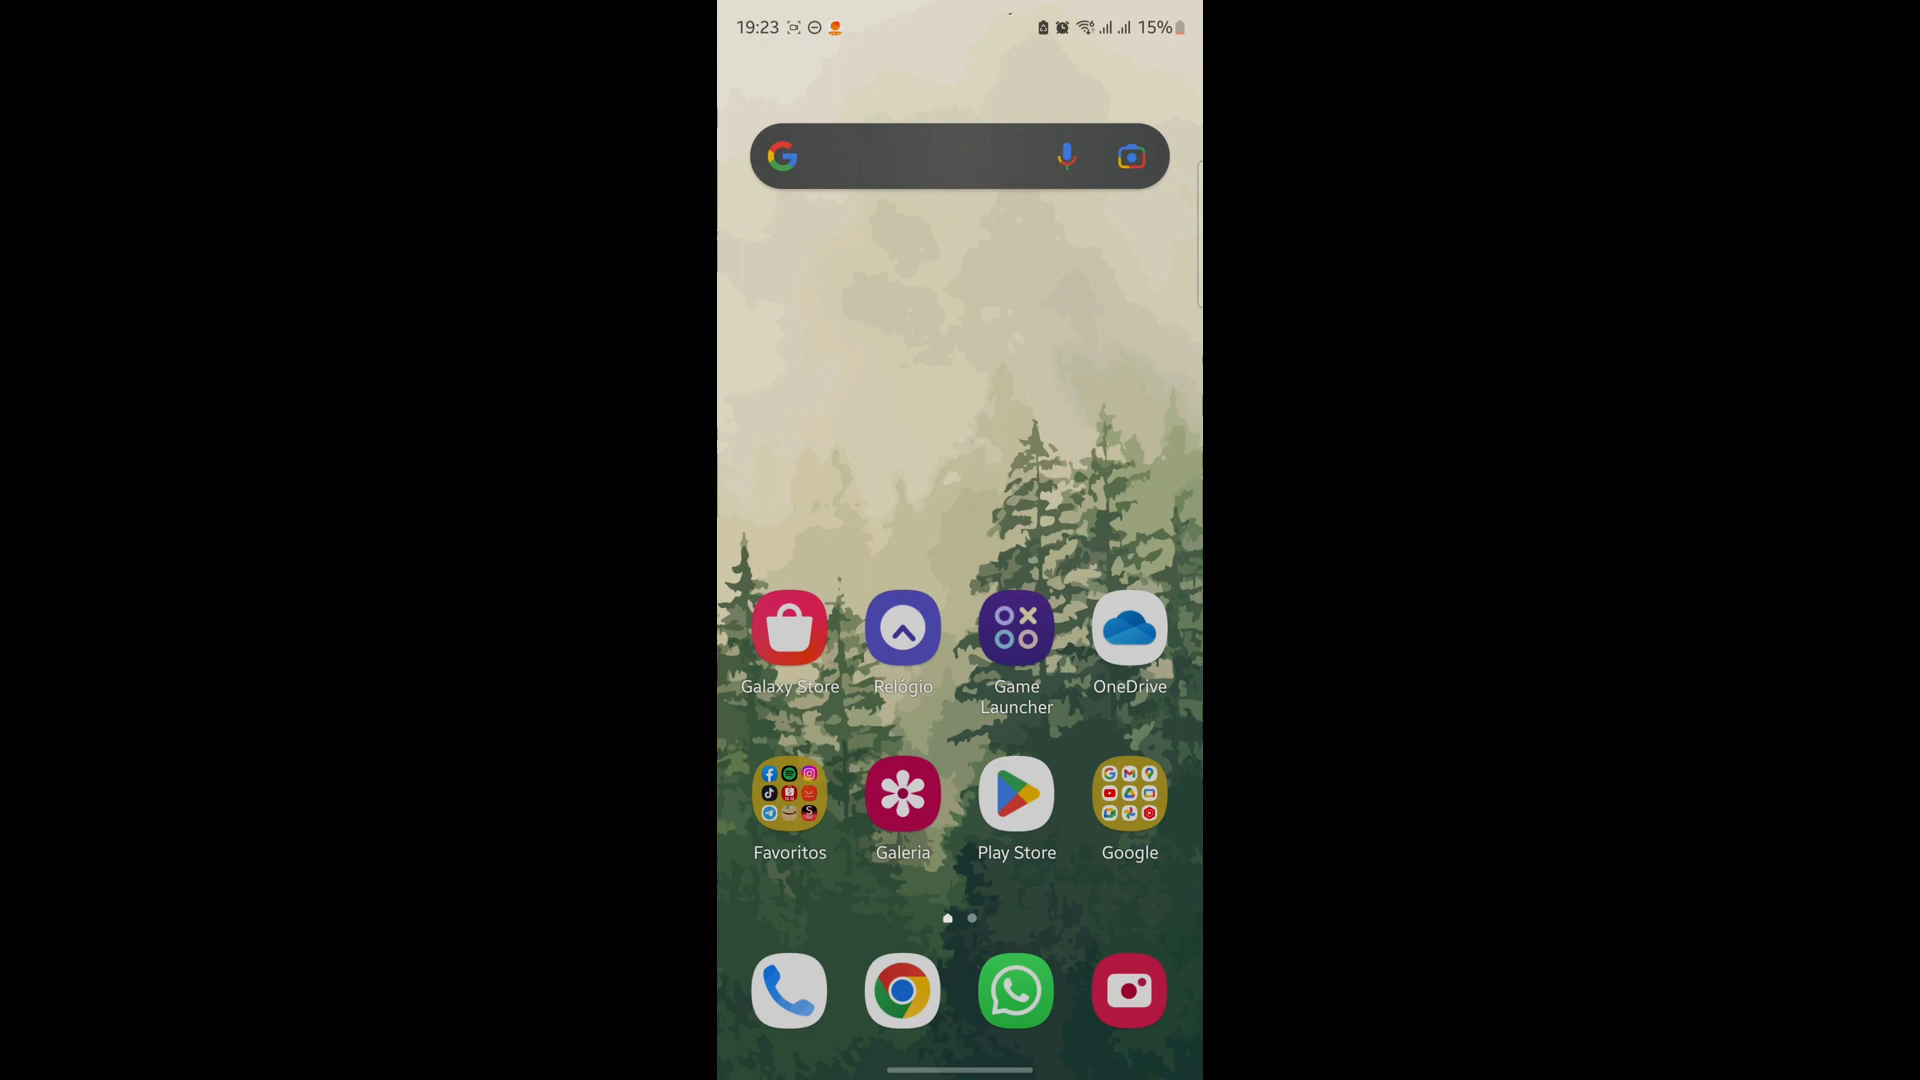 19:23 15%
Galaxy Store Relógio Game Launcher OneDrive
Favoritos Galeria Play Store Google